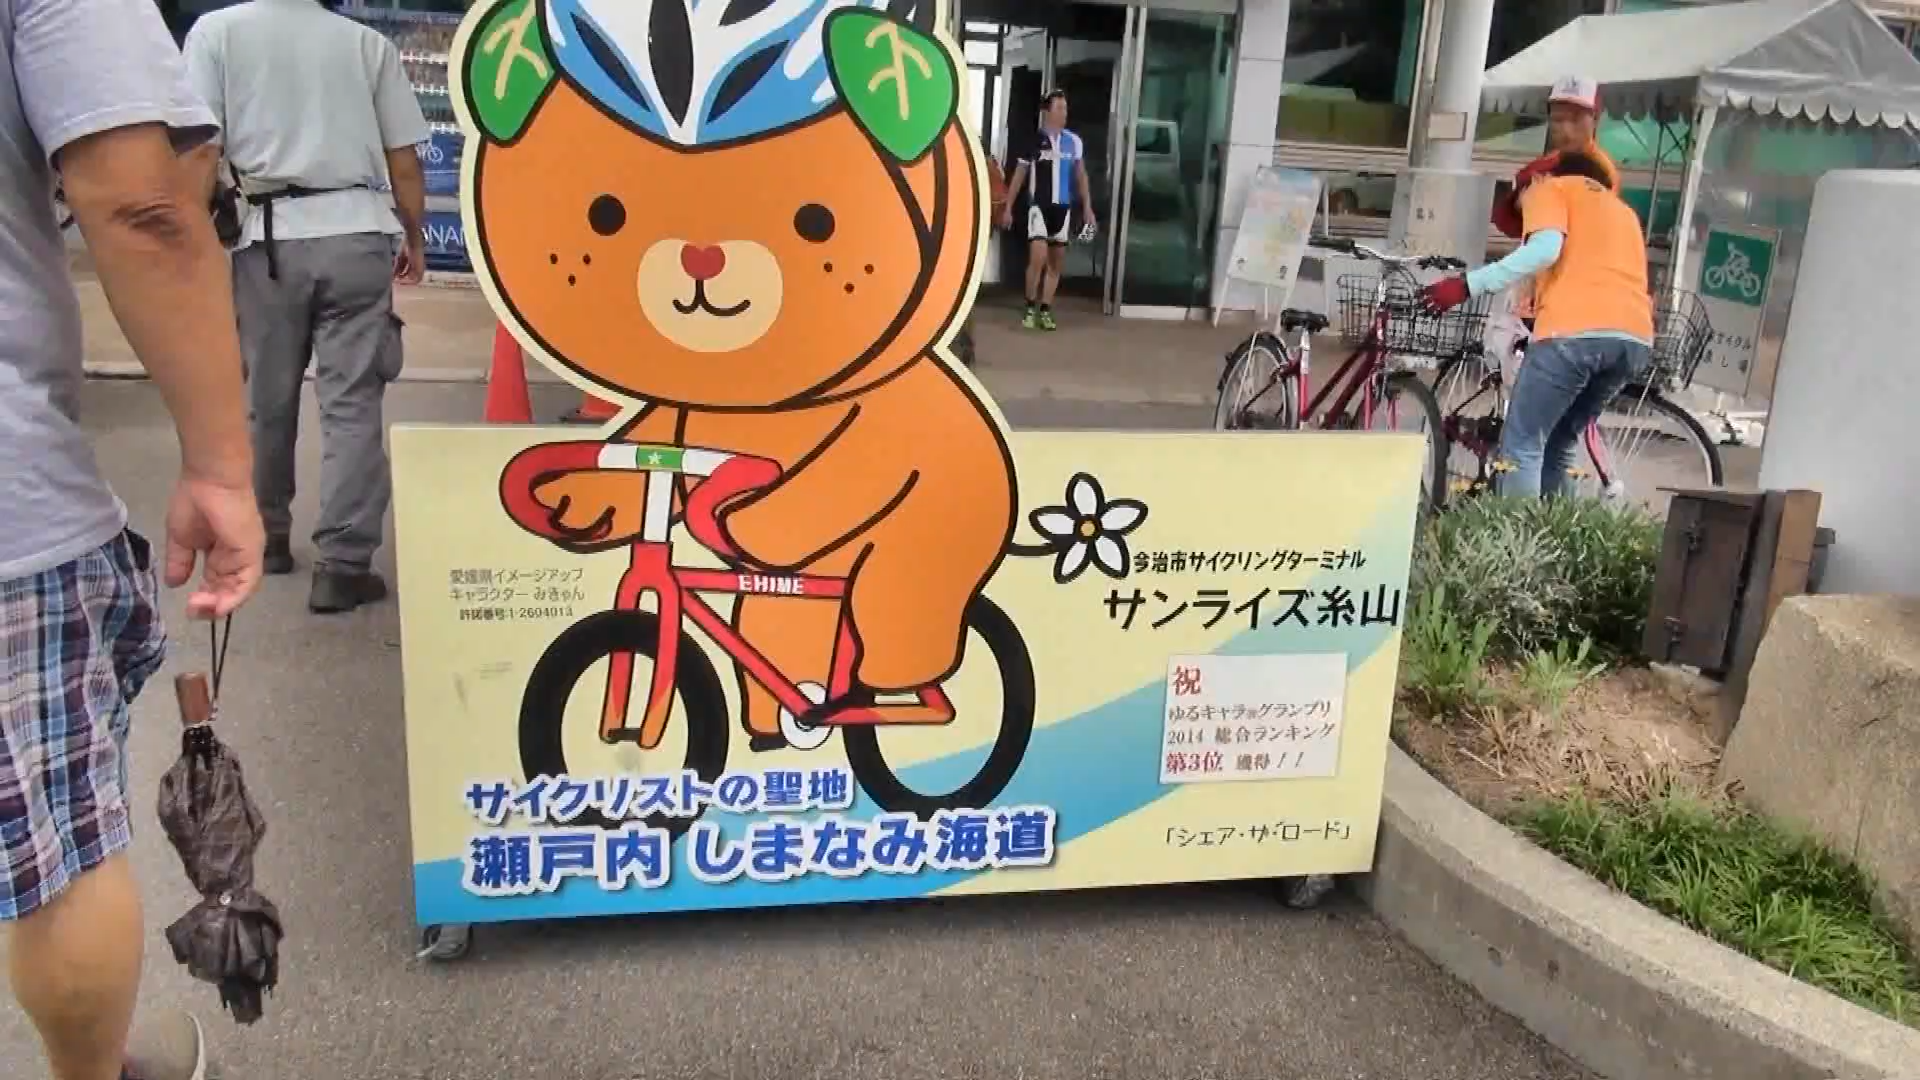 EHIME
愛媛県イメージアップ
キャラクター みきゃん
許諾番号:1-2604013
今治市サイクリングターミナル
サンライズ糸山
祝
ゆるキャラ®グランプリ
2014 総合ランキング
第3位 獲得!!
サイクリストの聖地
瀬戸内 しまなみ海道
「シェア・ザ・ロード」